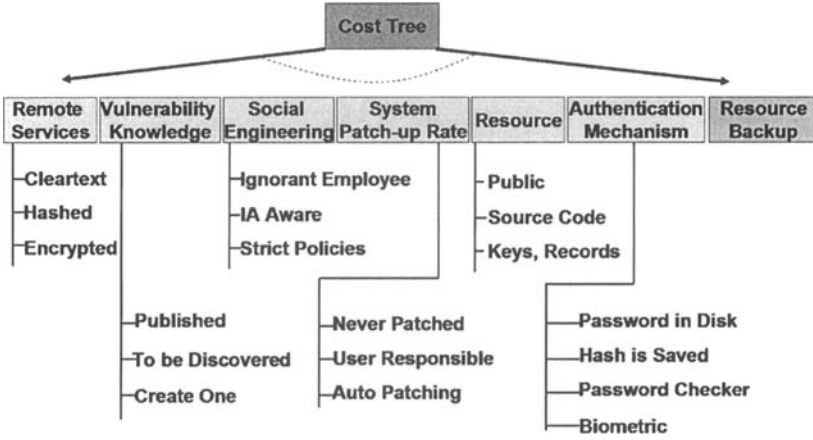 Cost Tree
Remote Services
Vulnerability Knowledge
Social Engineering
System Patch-up Rate
Resource
Authentication Mechanism
Resource Backup
Cleartext
Hashed
Encrypted
Published
To be Discovered
Create One
Ignorant Employee
IA Aware
Strict Policies
Never Patched
User Responsible
Auto Patching
Public
Source Code
Keys, Records
Password in Disk
Hash is Saved
Password Checker
Biometric